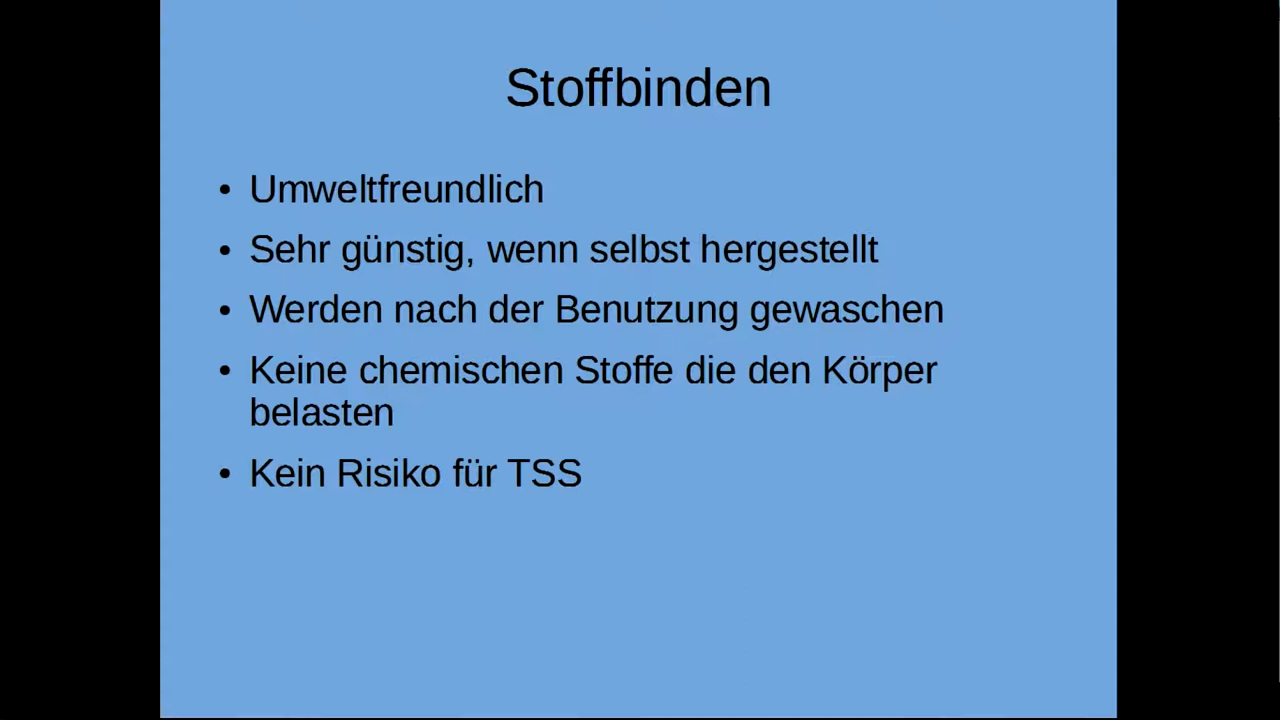 Stoffbinden
• Umweltfreundlich
• Sehr günstig, wenn selbst hergestellt
• Werden nach der Benutzung gewaschen
• Keine chemischen Stoffe die den Körper
belasten
• Kein Risiko für TSS